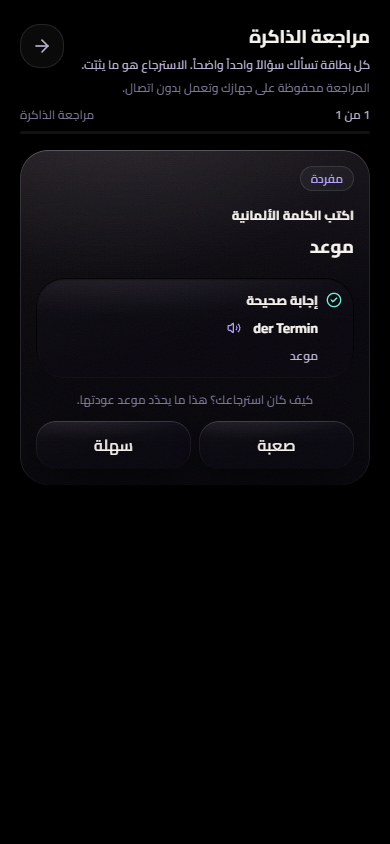 مراجعة الذاكرة
كل بطاقة تسألك سؤالاً واحداً واضحاً. الاسترجاع هو ما يثبّت.
المراجعة محفوظة على جهازك وتعمل بدون اتصال.
1 من 1
مراجعة الذاكرة
مفردة
اكتب الكلمة الألمانية
موعد
إجابة صحيحة
der Termin
موعد
كيف كان استرجاعك؟ هذا ما يحدّد موعد عودتها.
صعبة
سهلة